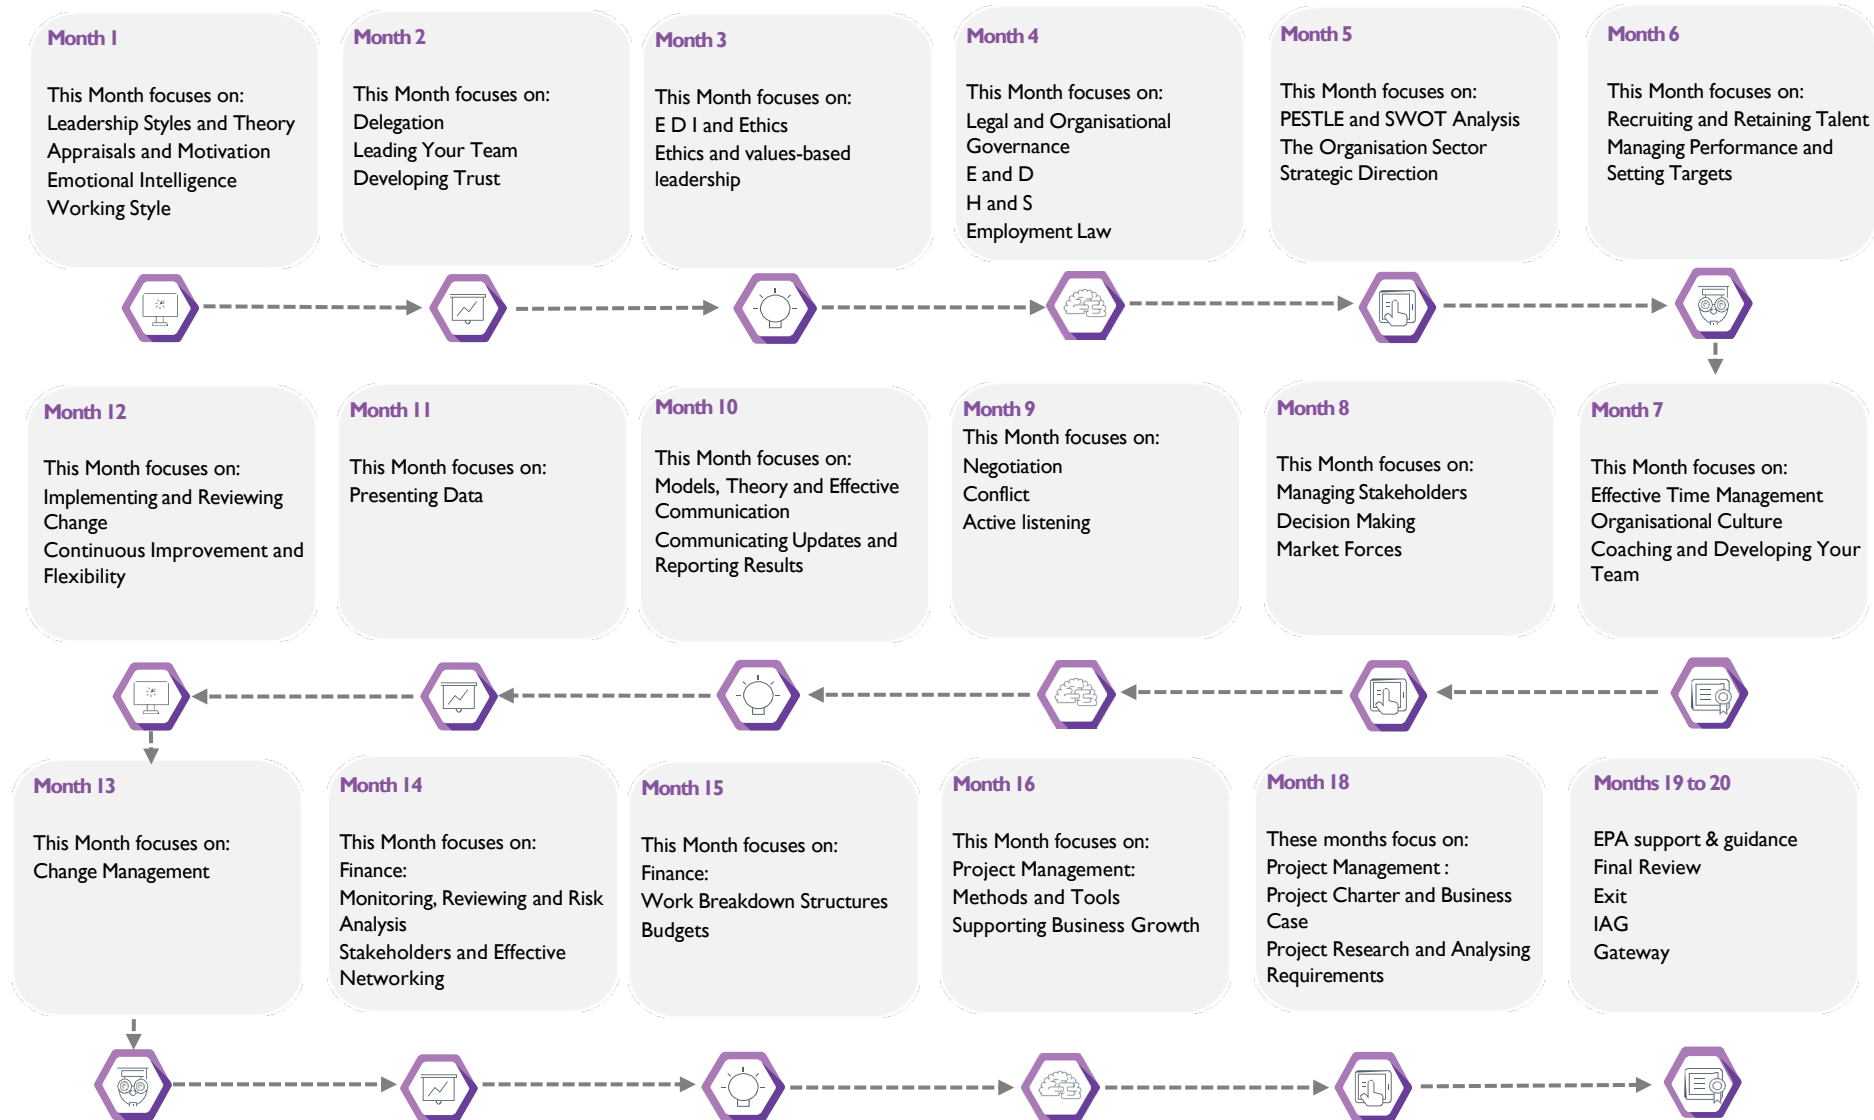 Month 1
This Month focuses on:
Leadership Styles and Theory
Appraisals and Motivation
Emotional Intelligence
Working Style
Month 2
This Month focuses on:
Delegation
Leading Your Team
Developing Trust
Month 3
This Month focuses on:
E D I and Ethics
Ethics and values-based
leadership
Month 4
This Month focuses on:
Legal and Organisational
Governance
E and D
H and S
Employment Law
Month 5
This Month focuses on:
PESTLE and SWOT Analysis
The Organisation Sector
Strategic Direction
Month 6
This Month focuses on:
Recruiting and Retaining Talent
Managing Performance and
Setting Targets
Month 12
This Month focuses on:
Implementing and Reviewing
Change
Continuous Improvement and
Flexibility
Month 11
This Month focuses on:
Presenting Data
Month 10
This Month focuses on:
Models, Theory and Effective
Communication
Communicating Updates and
Reporting Results
Month 9
This Month focuses on:
Negotiation
Conflict
Active listening
Month 8
This Month focuses on:
Managing Stakeholders
Decision Making
Market Forces
Month 7
This Month focuses on:
Effective Time Management
Organisational Culture
Coaching and Developing Your
Team
Month 13
This Month focuses on:
Change Management
Month 14
This Month focuses on:
Finance:
Monitoring, Reviewing and Risk
Analysis
Stakeholders and Effective
Networking
Month 15
This Month focuses on:
Finance:
Work Breakdown Structures
Budgets
Month 16
This Month focuses on:
Project Management:
Methods and Tools
Supporting Business Growth
Month 18
These months focus on:
Project Management :
Project Charter and Business
Case
Project Research and Analysing
Requirements
Months 19 to 20
EPA support & guidance
Final Review
Exit
IAG
Gateway